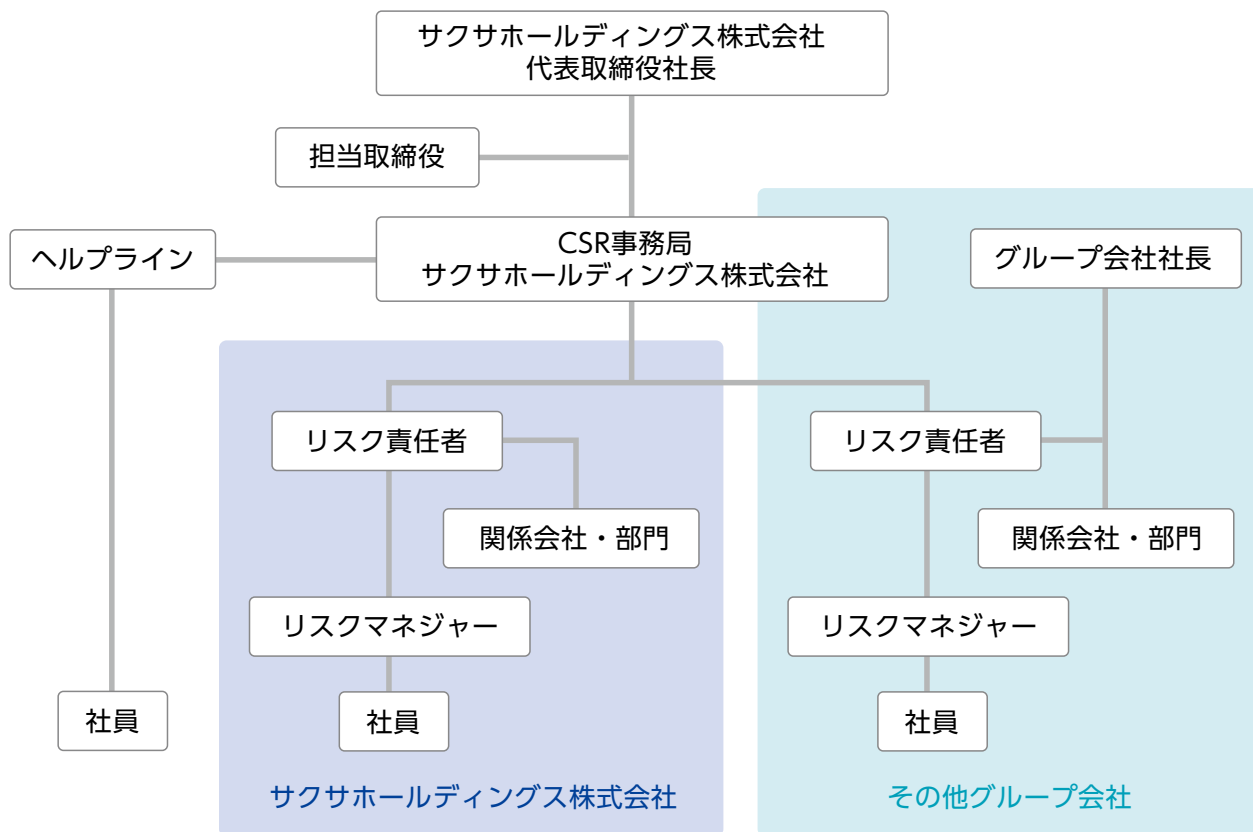 サクサホールディングス株式会社
代表取締役社長
担当取締役
ヘルプライン
CSR事務局
サクサホールディングス株式会社
グループ会社社長
リスク責任者
リスク責任者
関係会社・部門
関係会社・部門
リスクマネジャー
リスクマネジャー
社員
社員
社員
サクサホールディングス株式会社
その他グループ会社